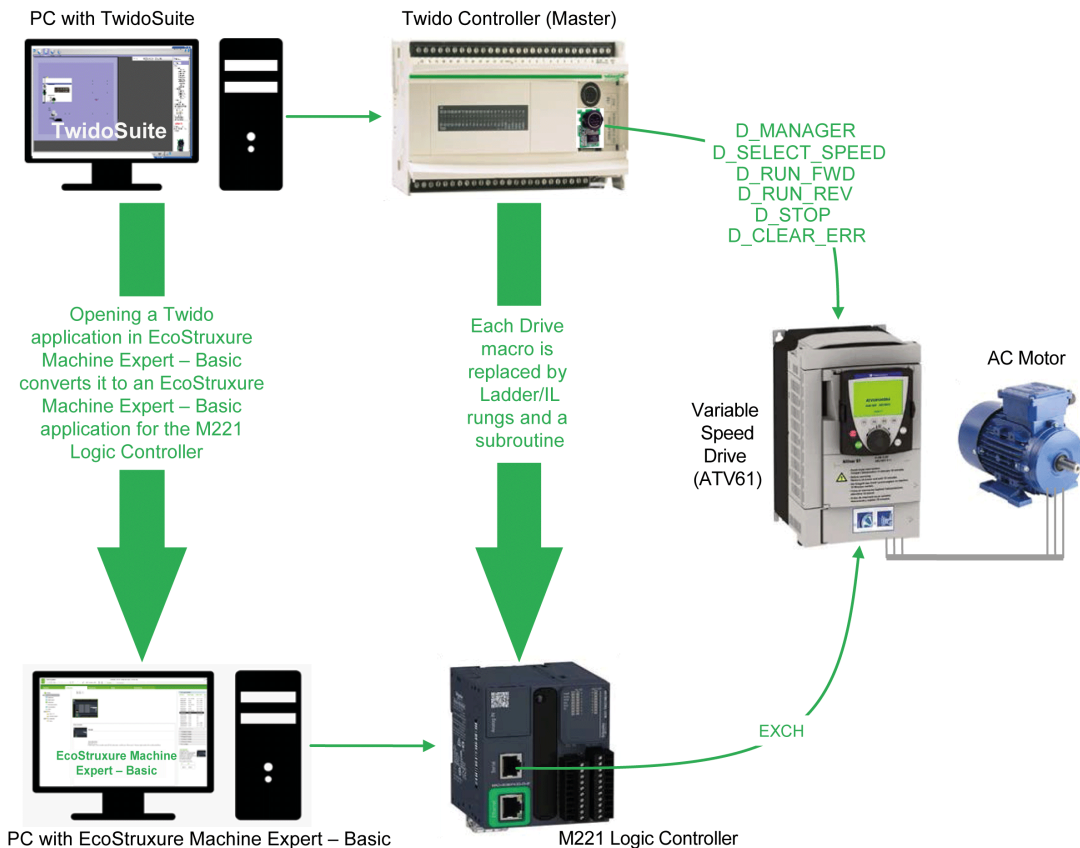 PC with TwidoSuite
Twido Controller (Master)
TwidoSuite
D_MANAGER
D_SELECT_SPEED
D_RUN_FWD
D_RUN_REV
D_STOP
D_CLEAR_ERR
Opening a Twido
application in EcoStruxure
Machine Expert – Basic
converts it to an EcoStruxure
Machine Expert – Basic
application for the M221
Logic Controller
Each Drive
macro is
replaced by
Ladder/IL
rungs and a
subroutine
AC Motor
Variable
Speed
Drive
(ATV61)
EcoStruxure Machine
Expert – Basic
EXCH
PC with EcoStruxure Machine Expert – Basic
M221 Logic Controller